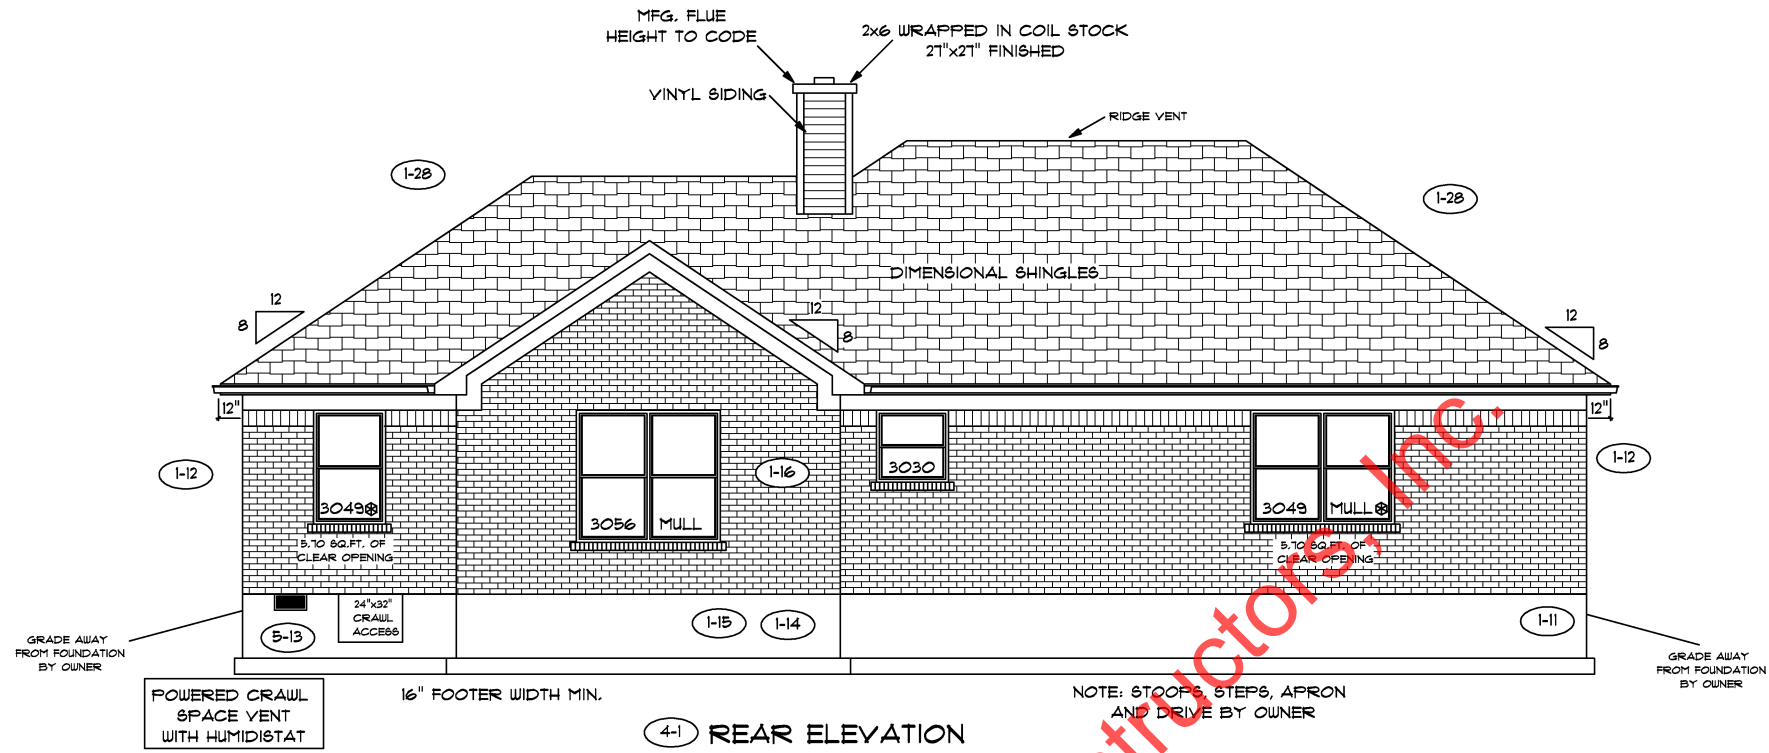 MFG. FLUE
HEIGHT TO CODE
2x6 WRAPPED IN COIL STOCK
27"x27" FINISHED
VINYL SIDING
RIDGE VENT
1-28
1-28
DIMENSIONAL SHINGLES
12
8
12
8
12
8
12"
12"
1-12
1-16
1-12
3030
3049
3056
MULL
3049
MULL
5.70 SQ.FT. OF
CLEAR OPENING
5.70 SQ.FT. OF
CLEAR OPENING
24"x32"
CRAWL
ACCESS
5-13
1-15
1-14
1-11
GRADE AWAY
FROM FOUNDATION
BY OWNER
GRADE AWAY
FROM FOUNDATION
BY OWNER
POWERED CRAWL
SPACE VENT
WITH HUMIDISTAT
16" FOOTER WIDTH MIN.
NOTE: STOOPS, STEPS, APRON
AND DRIVE BY OWNER
4-1
REAR ELEVATION
tructors, Inc.